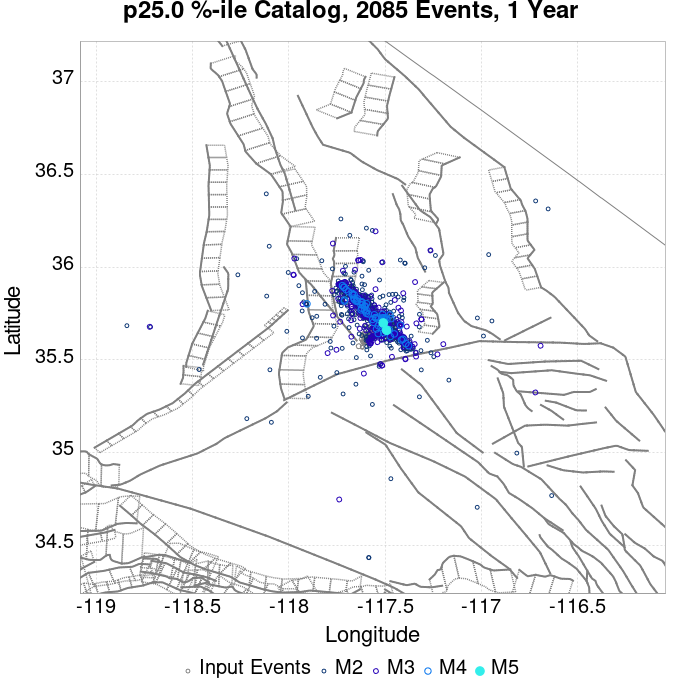 p25.0 %-ile Catalog, 2085 Events, 1 Year
37
36.5
36
35.5
35
34.5
Latitude
-119 -118.5 -118 -117.5 -117 -116.5
Longitude
Input Events M2 M3 M4 M5